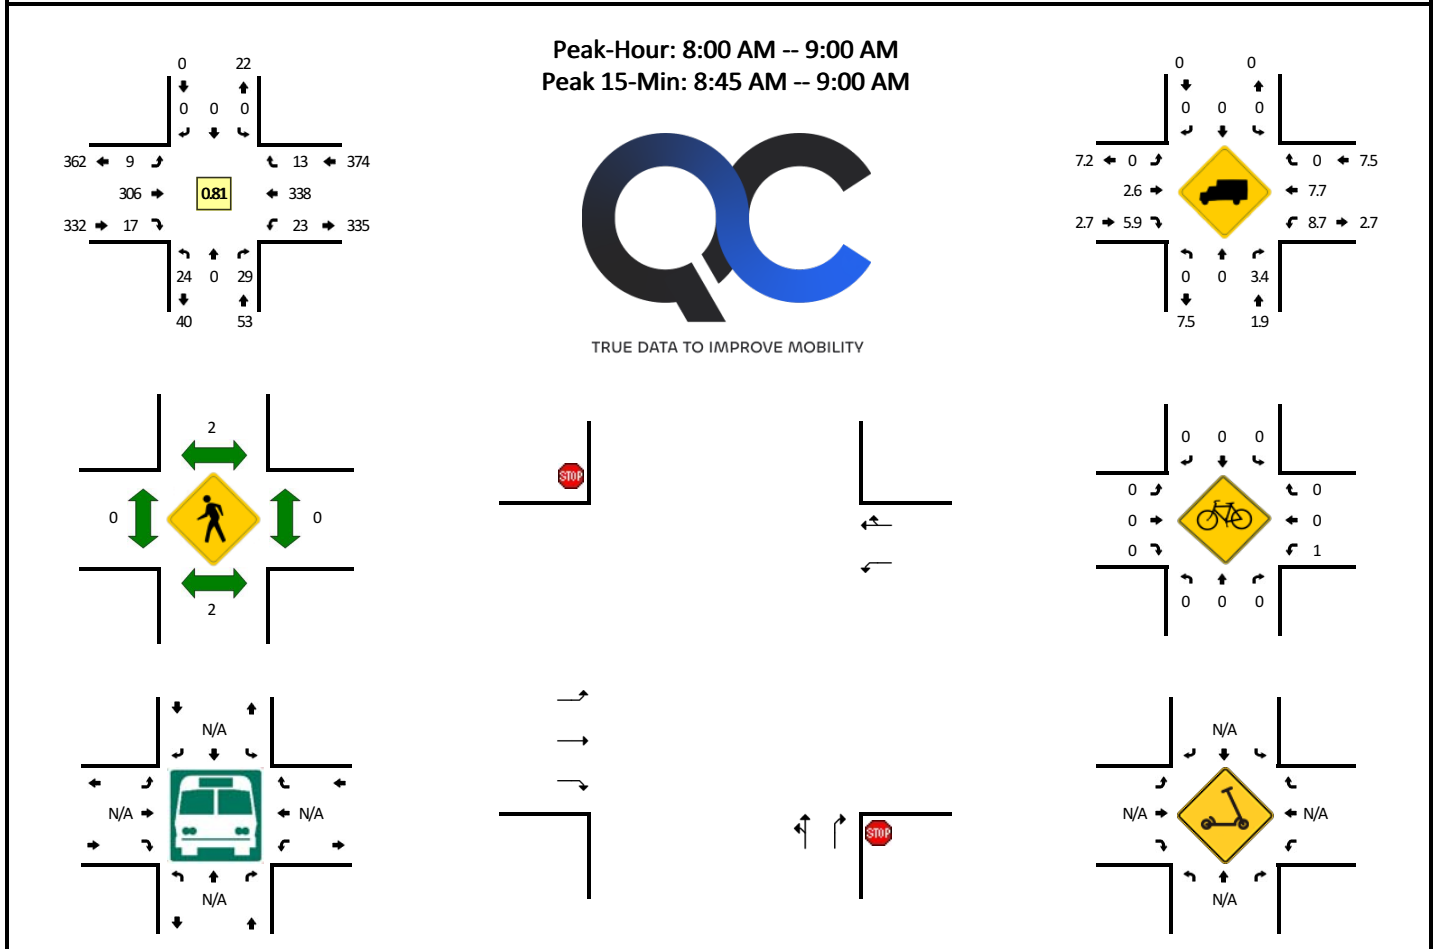 Peak-Hour: 8:00 AM -- 9:00 AM
Peak 15-Min: 8:45 AM -- 9:00 AM
0 22
0 0 0
362 9 13 374
306 0.81 338
332 17 23 335
24 0 29
40 53
TRUE DATA TO IMPROVE MOBILITY
0 0
0 0 0
7.2 0 0 7.5
2.6 7.7
2.7 5.9 8.7 2.7
0 0 3.4
7.5 1.9
2
0 0
2
STOP
STOP
0 0 0
0 0
0 0
0 1
0 0 0
N/A
N/A N/A
N/A
N/A
N/A N/A
N/A